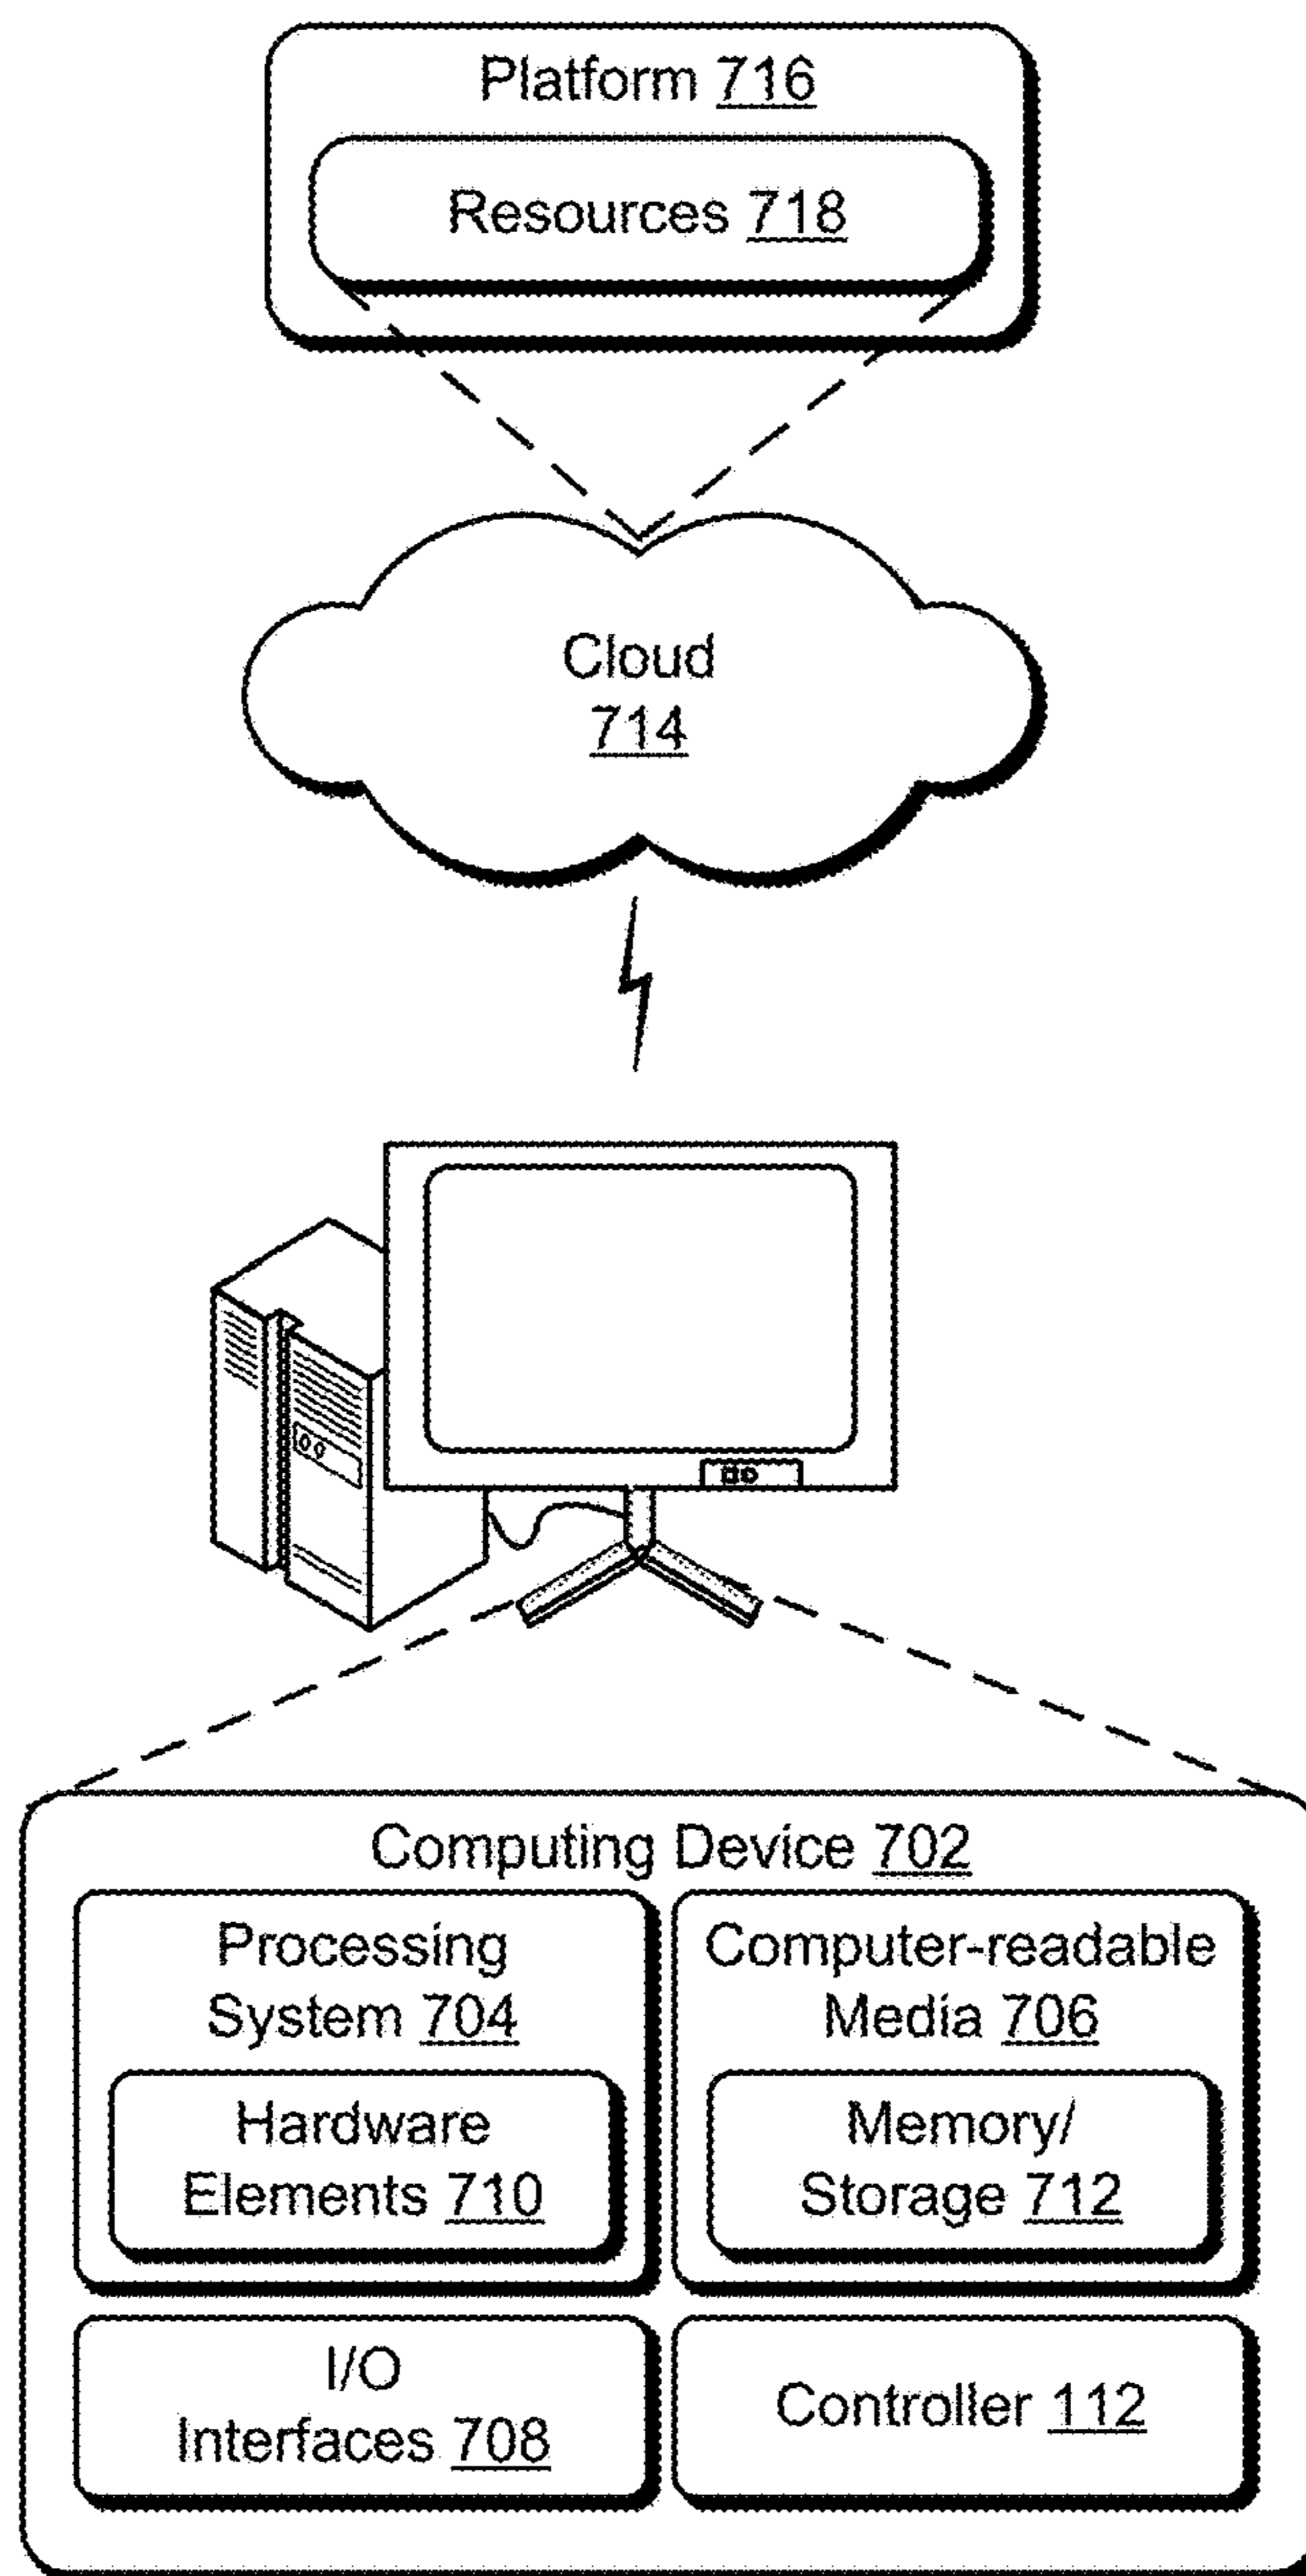 Platform 716
Resources 718
Cloud
714
Computing Device 702
Processing
System 704
Hardware
Elements 710
Computer-readable
Media 706
Memory/
Storage 712
I/O
Interfaces 708
Controller 112